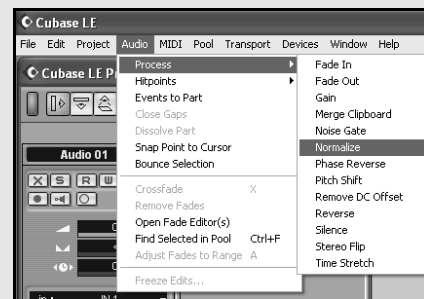 Cubase LE
File Edit Project Audio MIDI Pool Transport Devices Window Help
Cubase LE Pr
Audio 01
X S R W
Process
Hitpoints
Events to Part
Close Gaps
Dissolve Part
Snap Point to Cursor
Bounce Selection
Crossfade X
Remove Fades
Open Fade Editor(s)
Find Selected in Pool Ctrl+F
Adjust Fades to Range A
Freeze Edits...
Fade In
Fade Out
Gain
Merge Clipboard
Noise Gate
Normalize
Phase Reverse
Pitch Shift
Remove DC Offset
Reverse
Silence
Stereo Flip
Time Stretch